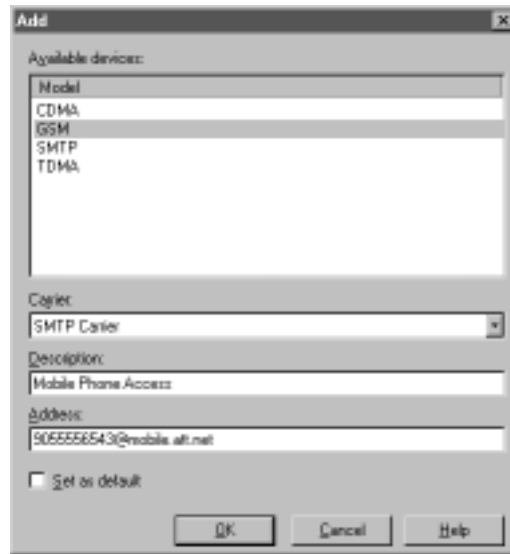 Add
Available devices:
Model
CDMA
GSM
SMTP
TDMA
Carrier:
SMTP Carrier
Description:
Mobile Phone Access
Address:
9055556543@mobile.att.net
Set as default
OK
Cancel
Help